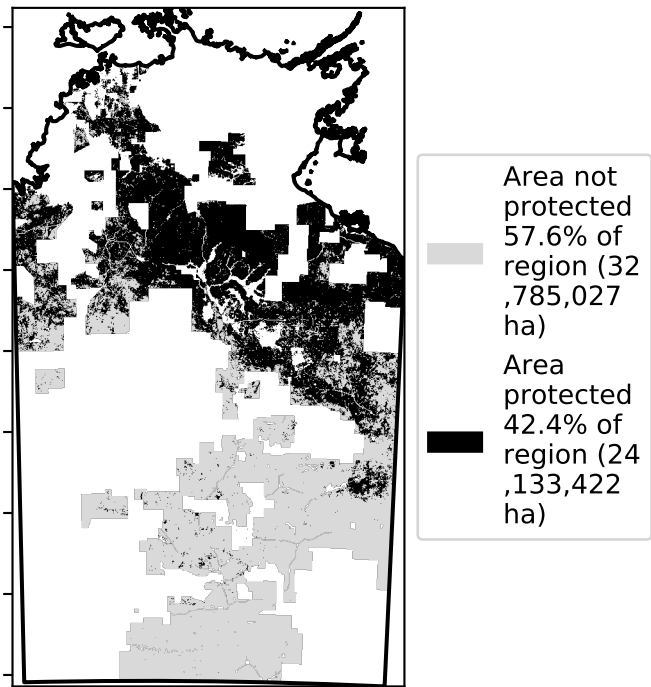 Area not
protected
57.6% of
region (32
,785,027
ha)
Area
protected
42.4% of
region (24
,133,422
ha)